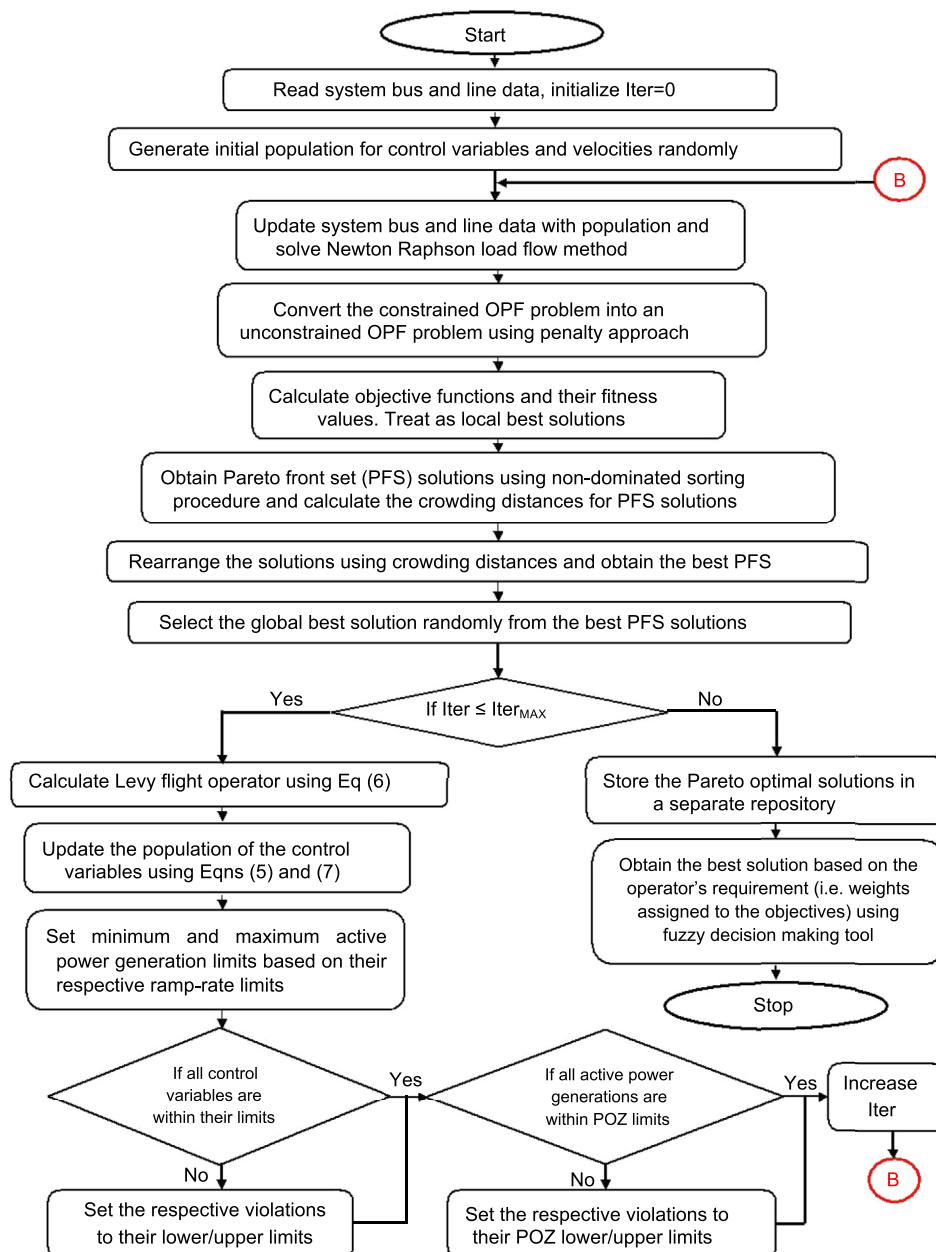 Start
Read system bus and line data, initialize Iter=0
Generate initial population for control variables and velocities randomly
B
Update system bus and line data with population and
solve Newton Raphson load flow method
Convert the constrained OPF problem into an
unconstrained OPF problem using penalty approach
Calculate objective functions and their fitness
values. Treat as local best solutions
Obtain Pareto front set (PFS) solutions using non-dominated sorting
procedure and calculate the crowding distances for PFS solutions
Rearrange the solutions using crowding distances and obtain the best PFS
Select the global best solution randomly from the best PFS solutions
Yes
If Iter ≤ IterMAX
No
Calculate Levy flight operator using Eq (6)
Update the population of the control
variables using Eqns (5) and (7)
Set minimum and maximum active
power generation limits based on their
respective ramp-rate limits
Store the Pareto optimal solutions in
a separate repository
Obtain the best solution based on the
operator's requirement (i.e. weights
assigned to the objectives) using
fuzzy decision making tool
Stop
If all control
variables are
within their limits
Yes
No
Set the respective violations
to their lower/upper limits
If all active power
generations are
within POZ limits
Yes
No
Set the respective violations to
their POZ lower/upper limits
Increase
Iter
B